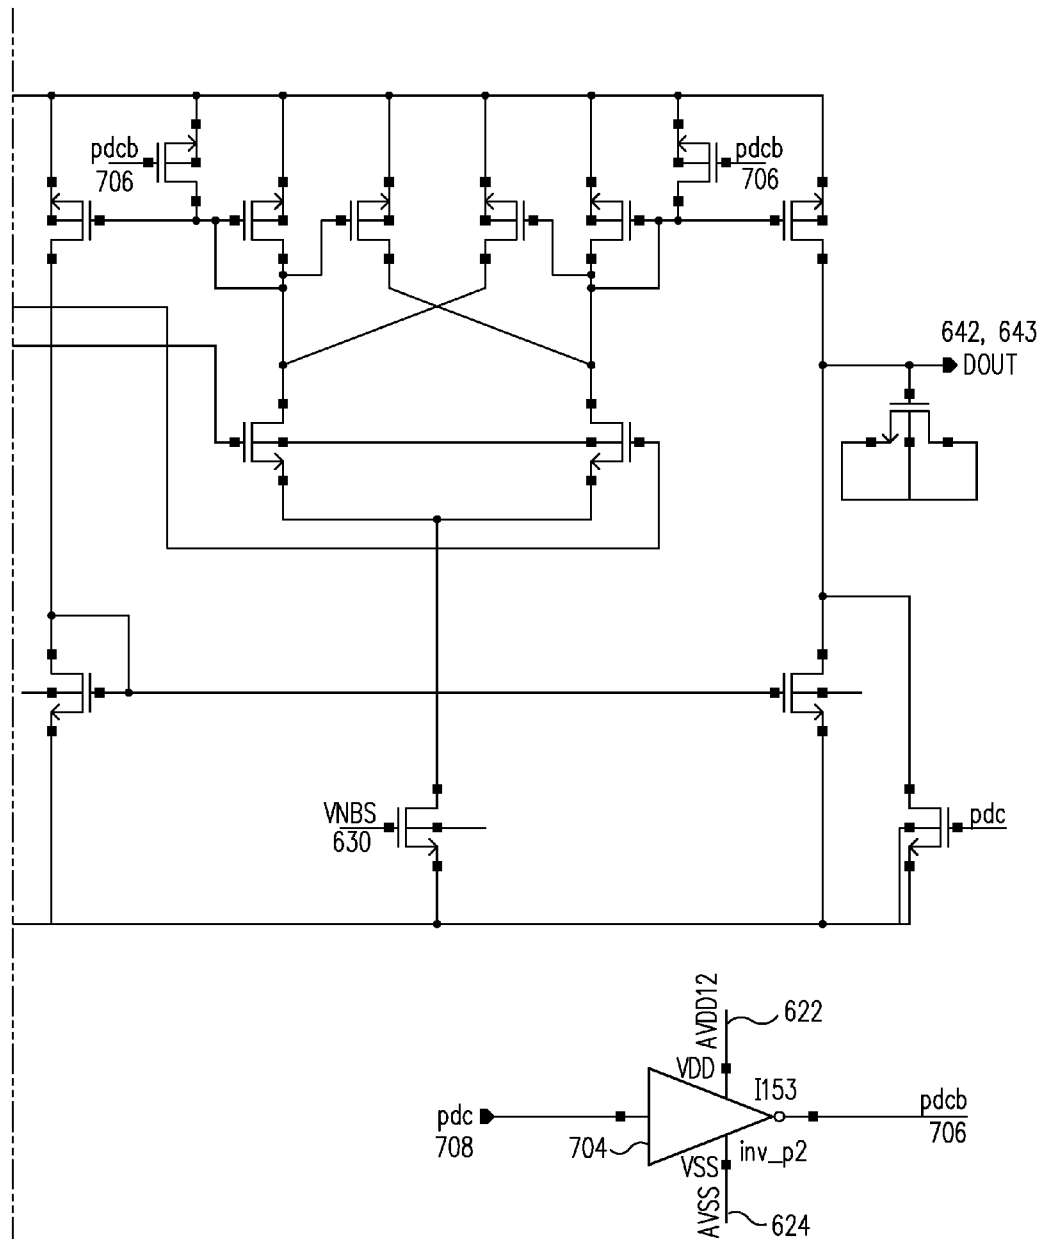 pdcb
706
pdcb
706
642, 643
DOUT
VNBS
630
pdc
AVDD12
622
VDD
I153
pdc
708
704
pdcb
706
inv_p2
VSS
AVSS
624